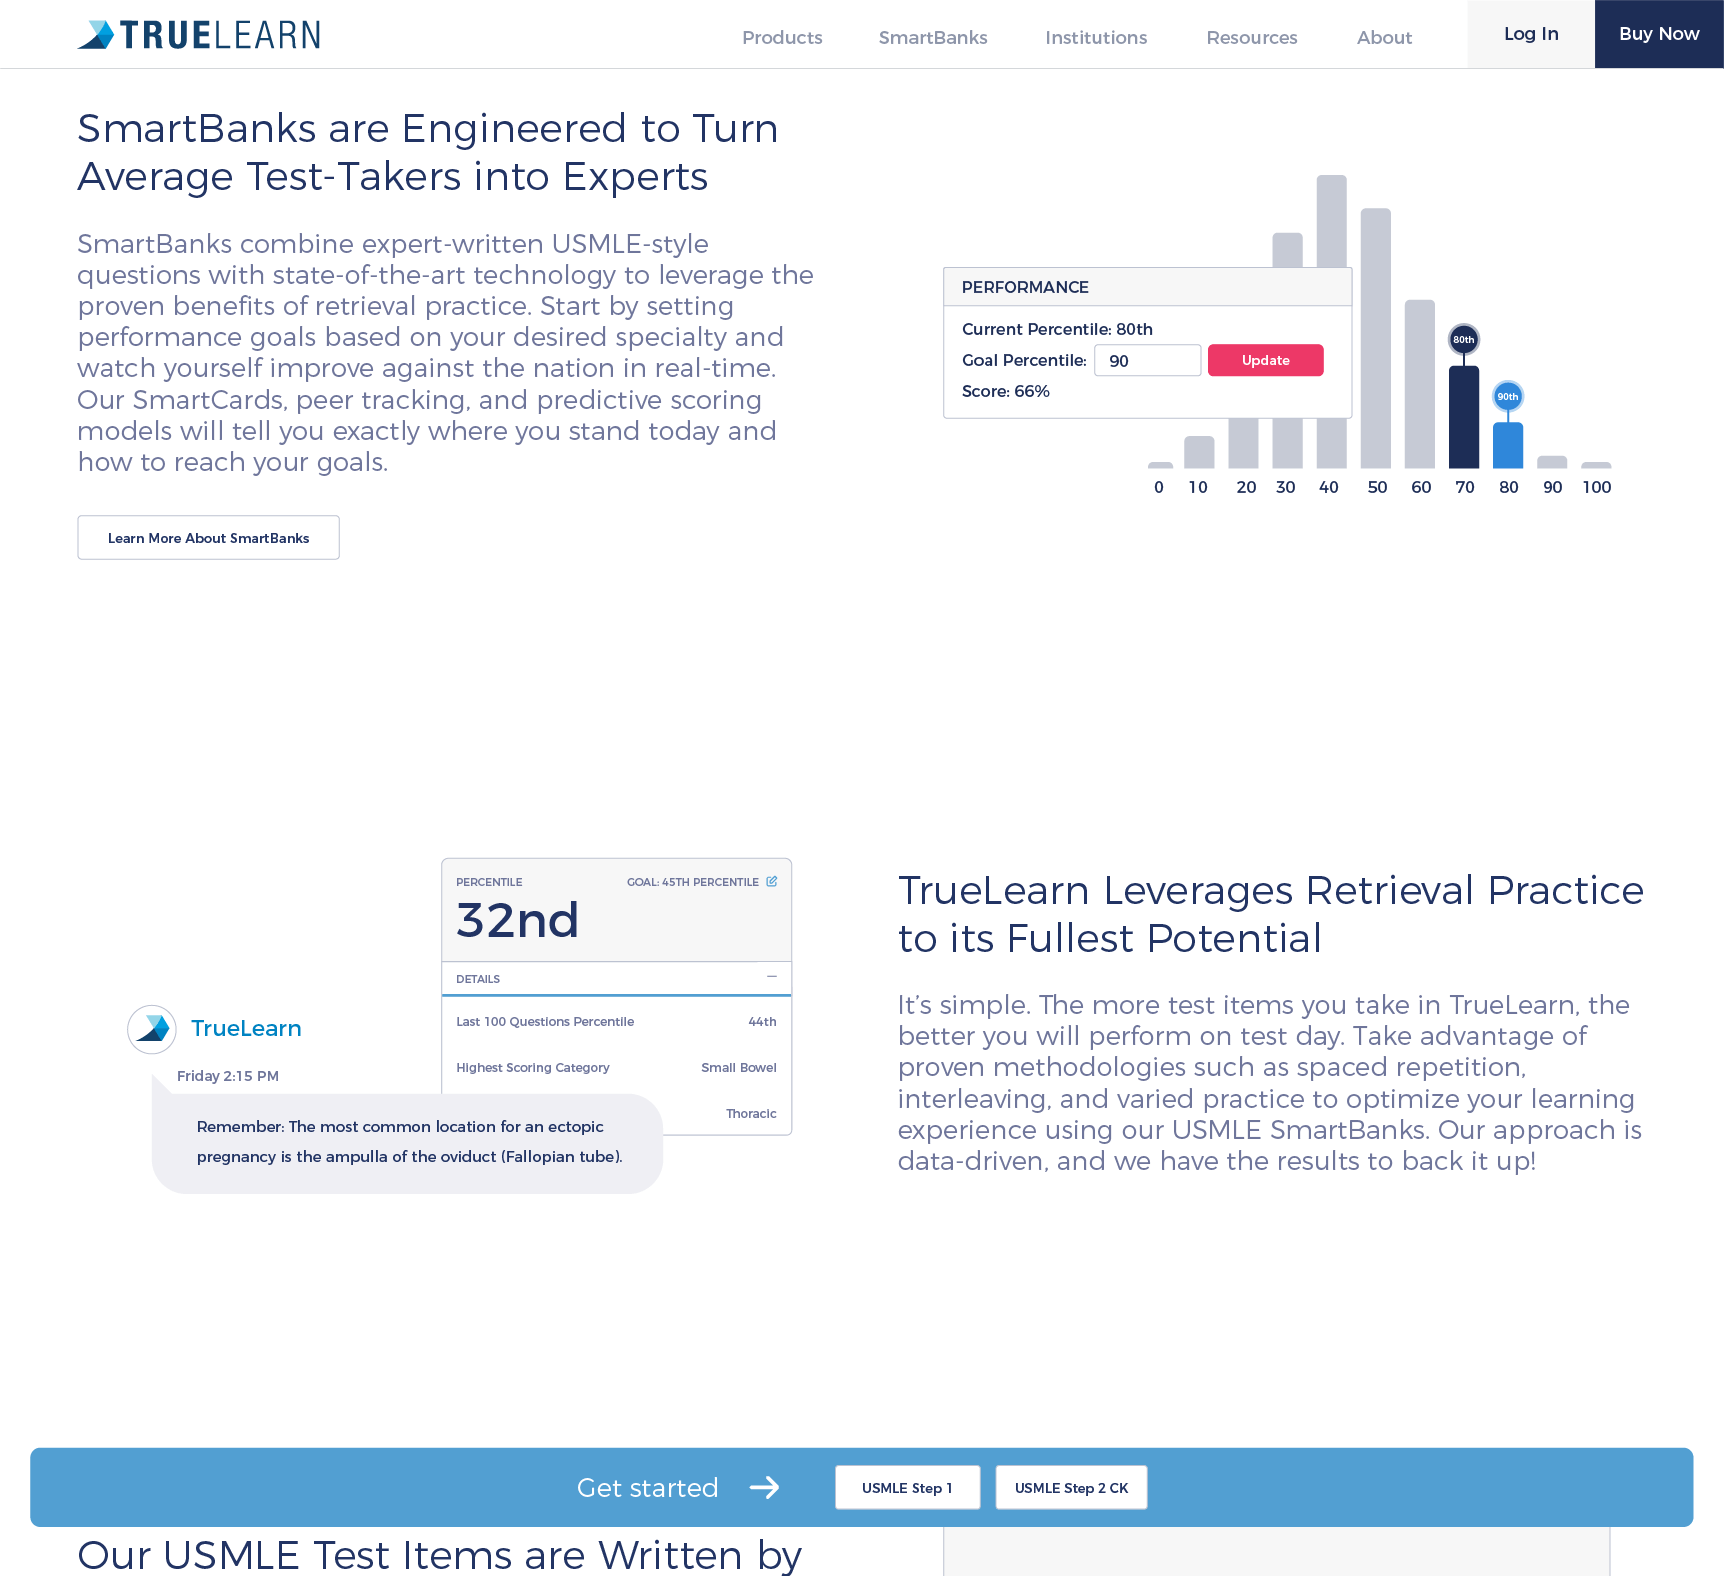 TRUELEARN
Products SmartBanks Institutions Resources About Log In Buy Now
SmartBanks are Engineered to Turn
Average Test-Takers into Experts
SmartBanks combine expert-written USMLE-style
questions with state-of-the-art technology to leverage the
proven benefits of retrieval practice. Start by setting
performance goals based on your desired specialty and
watch yourself improve against the nation in real-time.
Our SmartCards, peer tracking, and predictive scoring
models will tell you exactly where you stand today and
how to reach your goals.
Learn More About SmartBanks
PERFORMANCE
Current Percentile: 80th
Goal Percentile: 90 Update
Score: 66%
80th
90th
0 10 20 30 40 50 60 70 80 90 100
PERCENTILE GOAL: 45TH PERCENTILE
32nd
DETAILS
Last 100 Questions Percentile 44th
Highest Scoring Category Small Bowel
Thoracic
TrueLearn
Friday 2:15 PM
Remember: The most common location for an ectopic
pregnancy is the ampulla of the oviduct (Fallopian tube).
TrueLearn Leverages Retrieval Practice
to its Fullest Potential
It’s simple. The more test items you take in TrueLearn, the
better you will perform on test day. Take advantage of
proven methodologies such as spaced repetition,
interleaving, and varied practice to optimize your learning
experience using our USMLE SmartBanks. Our approach is
data-driven, and we have the results to back it up!
Get started USMLE Step 1 USMLE Step 2 CK
Our USMLE Test Items are Written by